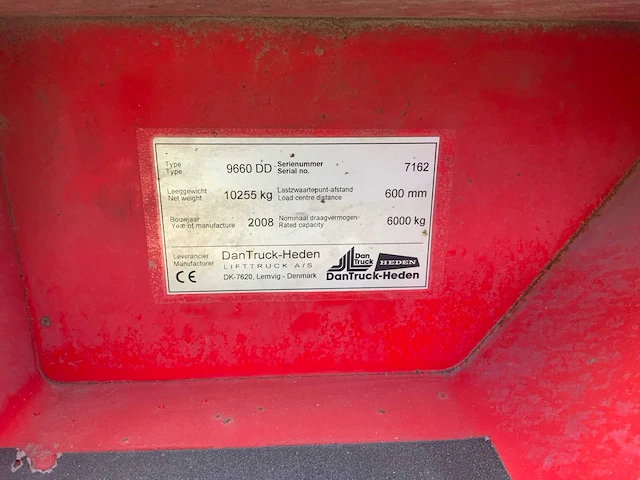 Type
Type
9660 DD
Serienummer
Serial no.
7162
Leeggewicht
Net weight
10255 kg
Lastzwaartepunt-afstand
Load centre distance
600 mm
Bouwjaar
Year of manufacture
2008
Nominaal draagvermogen
Rated capacity
6000 kg
Leverancier
Manufacturer
DanTruck-Heden
LIFTTRUCK A/S
DK-7620, Lemvig - Denmark
CE
Dan
Truck
HEDEN
DanTruck-Heden